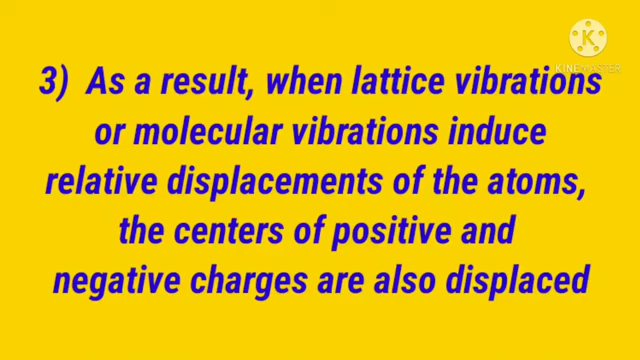 K
KINEMASTER
3) As a result, when lattice vibrations
or molecular vibrations induce
relative displacements of the atoms,
the centers of positive and
negative charges are also displaced